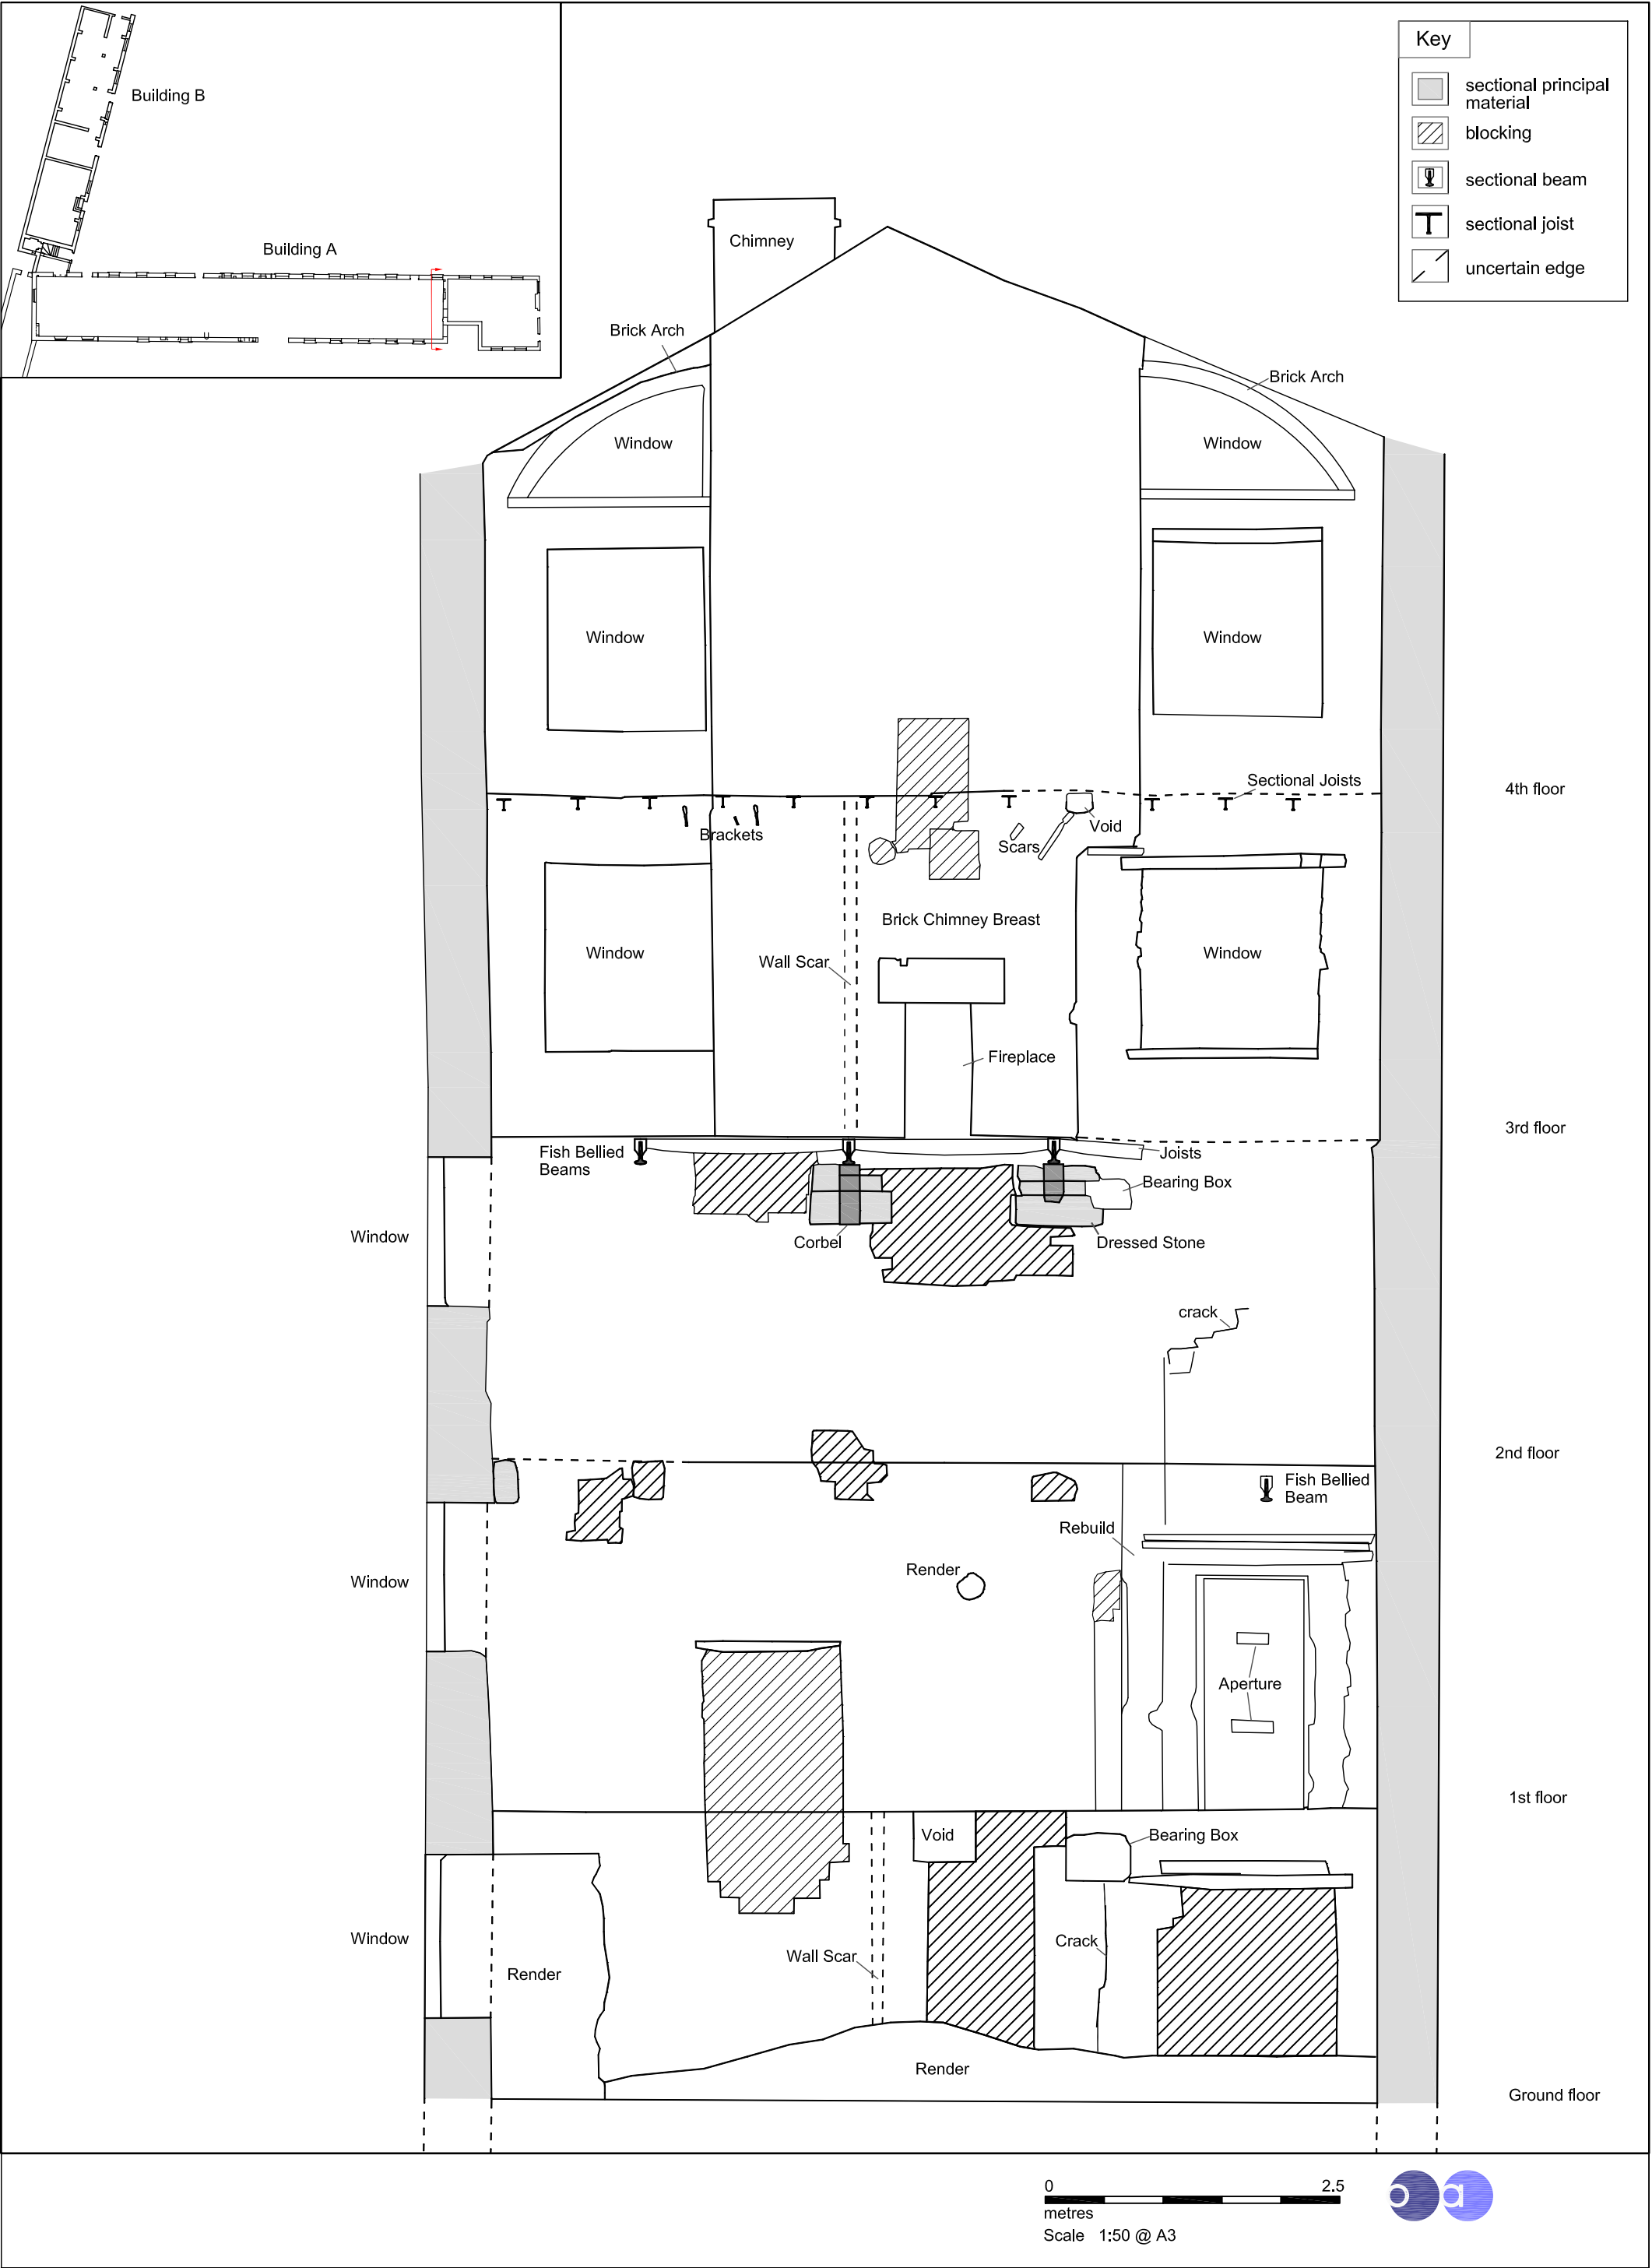 Key
sectional principal
material
blocking
sectional beam
sectional joist
uncertain edge
Building B
Building A
Chimney
Brick Arch
Brick Arch
Window
Window
Window
Window
Sectional Joists
4th floor
Brackets
Void
Scars
Brick Chimney Breast
Window
Window
Wall Scar
Fireplace
3rd floor
Fish Bellied
Beams
Joists
Bearing Box
Window
Corbel
Dressed Stone
crack
2nd floor
Fish Bellied
Beam
Rebuild
Render
Window
Aperture
1st floor
Void
Bearing Box
Window
Crack
Wall Scar
Render
Render
Ground floor
0 2.5
metres
Scale 1:50 @ A3
oa